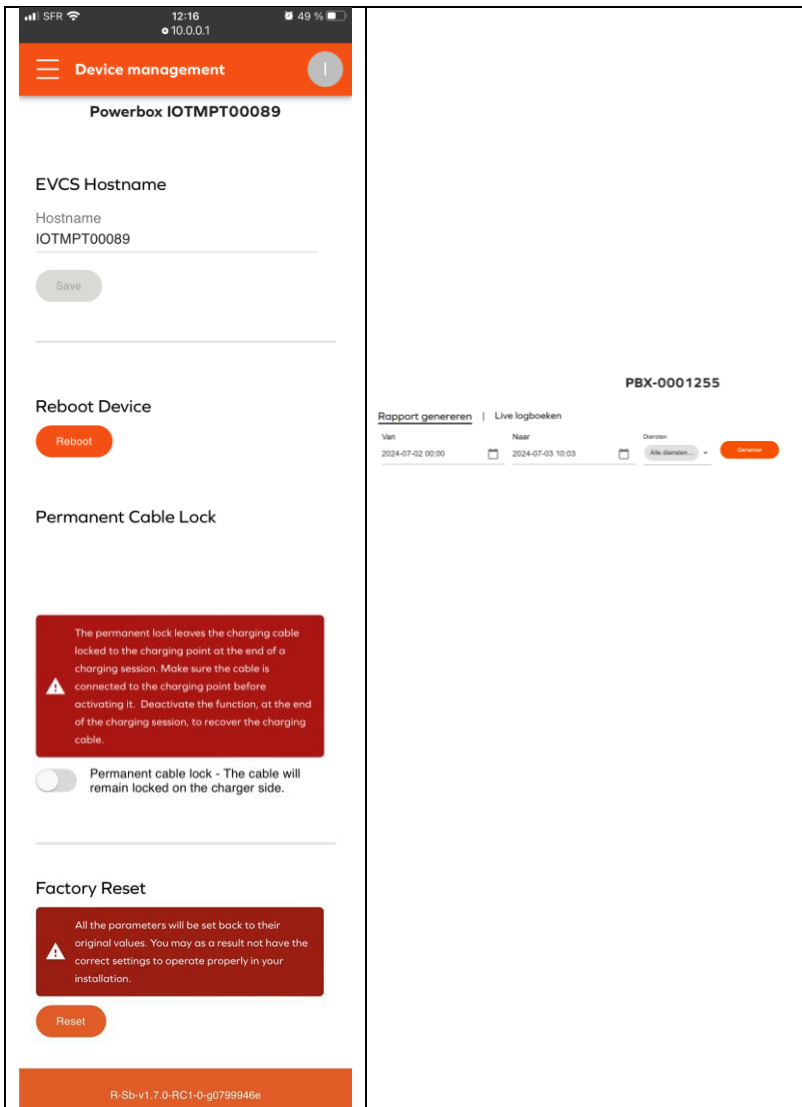 SFR 12:16 49 %
10.0.0.1
Device management I
Powerbox IOTMPT00089
EVCS Hostname
Hostname
IOTMPT00089
Save
Reboot Device
Reboot
Permanent Cable Lock
The permanent lock leaves the charging cable
locked to the charging point at the end of a
charging session. Make sure the cable is
connected to the charging point before
activating it. Deactivate the function, at the end
of the charging session, to recover the charging
cable.
Permanent cable lock - The cable will
remain locked on the charger side.
Factory Reset
All the parameters will be set back to their
original values. You may as a result not have the
correct settings to operate properly in your
installation.
Reset
R-Sb-v1.7.0-RC1-0-g0799946e
PBX-0001255
Rapport genereren | Live logboeken
Van Naar Diensten
2024-07-02 00:00 2024-07-03 10:03 Alle diensten... Genereer